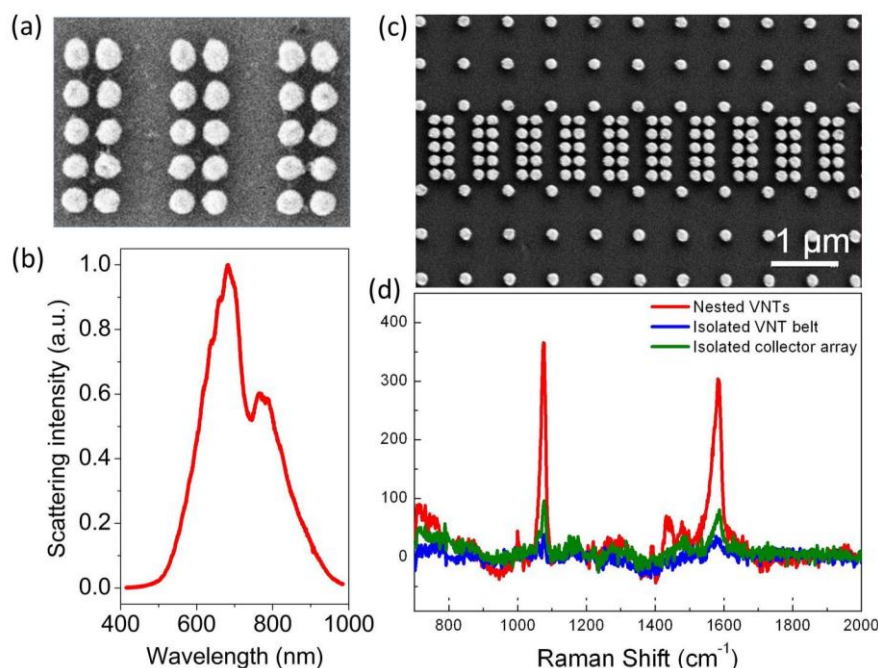 (a)
(c)
1 μm
(b)
Scattering intensity (a.u.)
1.0
0.8
0.6
0.4
0.2
0.0
400 600 800 1000
Wavelength (nm)
(d)
Nested VNTs
Isolated VNT belt
Isolated collector array
400
300
200
100
0
800 1000 1200 1400 1600 1800 2000
Raman Shift (cm⁻¹)